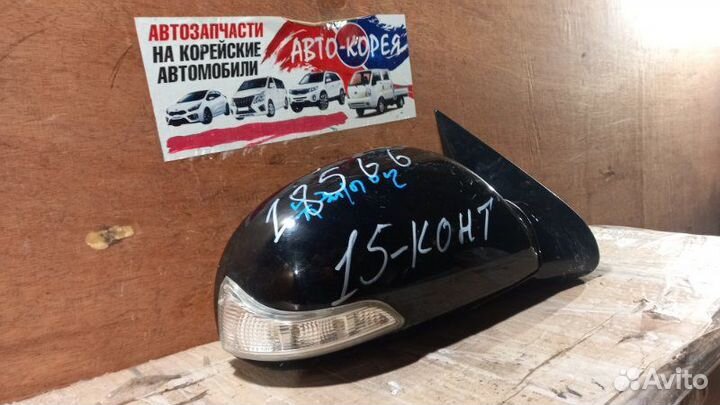 АВТОЗАПЧАСТИ
НА КОРЕЙСКИЕ
АВТОМОБИЛИ
АВТО-КОРЕЯ
18566
15-КОНТ
Avito